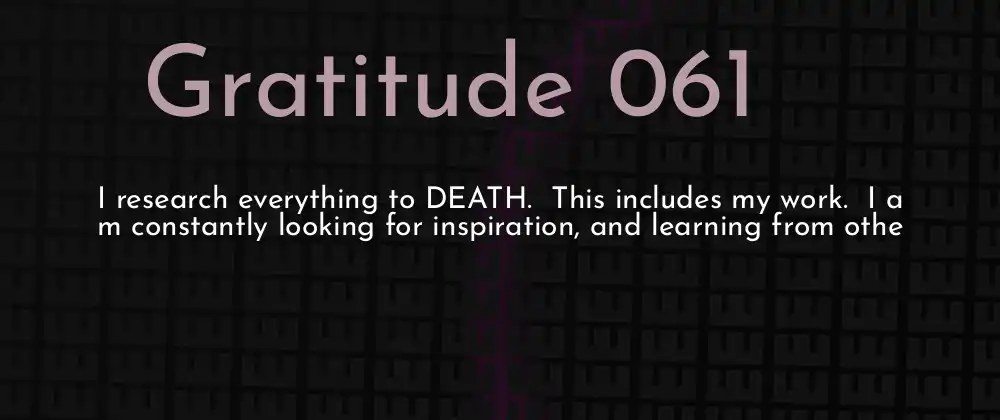 Gratitude 061
I research everything to DEATH.  This includes my work.  I a
m constantly looking for inspiration, and learning from othe